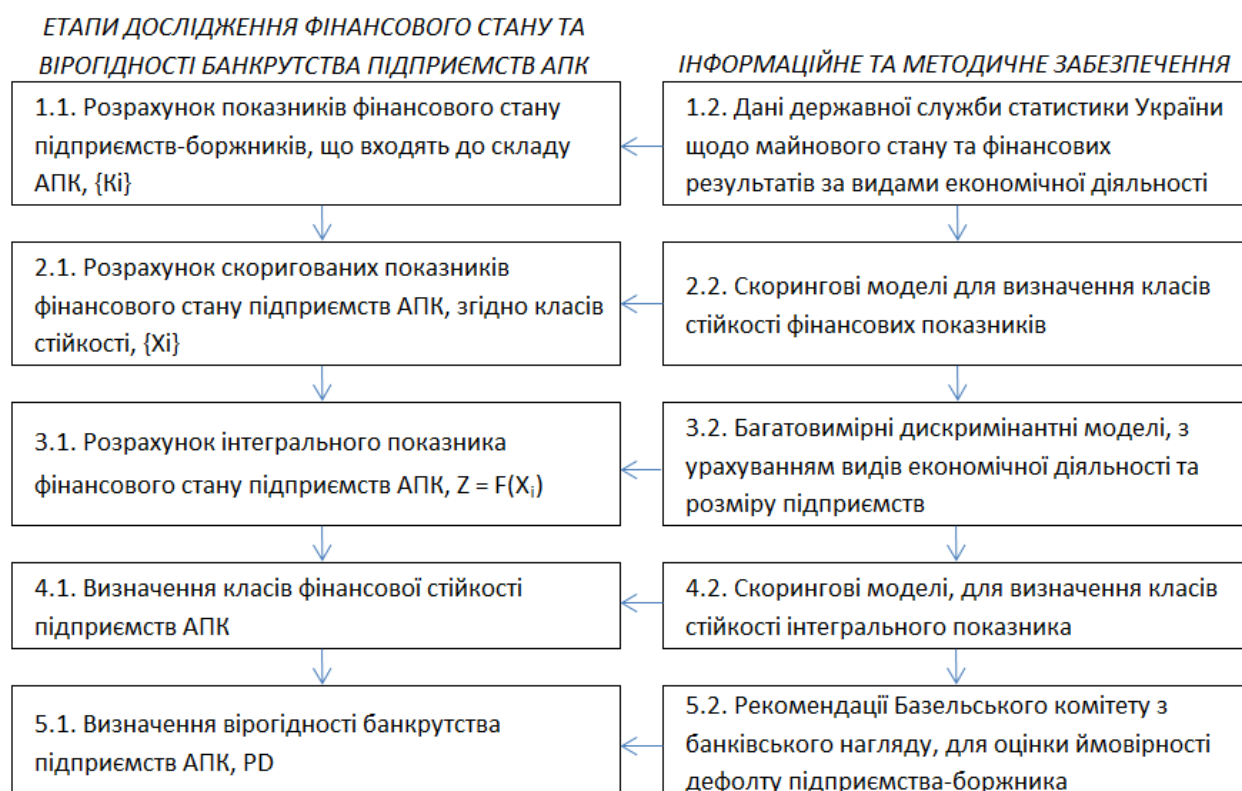 ЕТАПИ ДОСЛІДЖЕННЯ ФІНАНСОВОГО СТАНУ ТА
ВІРОГІДНОСТІ БАНКРУТСТВА ПІДПРИЄМСТВ АПК
ІНФОРМАЦІЙНЕ ТА МЕТОДИЧНЕ ЗАБЕЗПЕЧЕННЯ
1.1. Розрахунок показників фінансового стану
підприємств-боржників, що входять до складу
АПК, {Кі}
1.2. Дані державної служби статистики України
щодо майнового стану та фінансових
результатів за видами економічної діяльності
2.1. Розрахунок скоригованих показників
фінансового стану підприємств АПК, згідно класів
стійкості, {Хі}
2.2. Скорингові моделі для визначення класів
стійкості фінансових показників
3.1. Розрахунок інтегрального показника
фінансового стану підприємств АПК, Z = F(Xᵢ)
3.2. Багатовимірні дискримінантні моделі, з
урахуванням видів економічної діяльності та
розміру підприємств
4.1. Визначення класів фінансової стійкості
підприємств АПК
4.2. Скорингові моделі, для визначення класів
стійкості інтегрального показника
5.1. Визначення вірогідності банкрутства
підприємств АПК, PD
5.2. Рекомендації Базельського комітету з
банківського нагляду, для оцінки ймовірності
дефолту підприємства-боржника